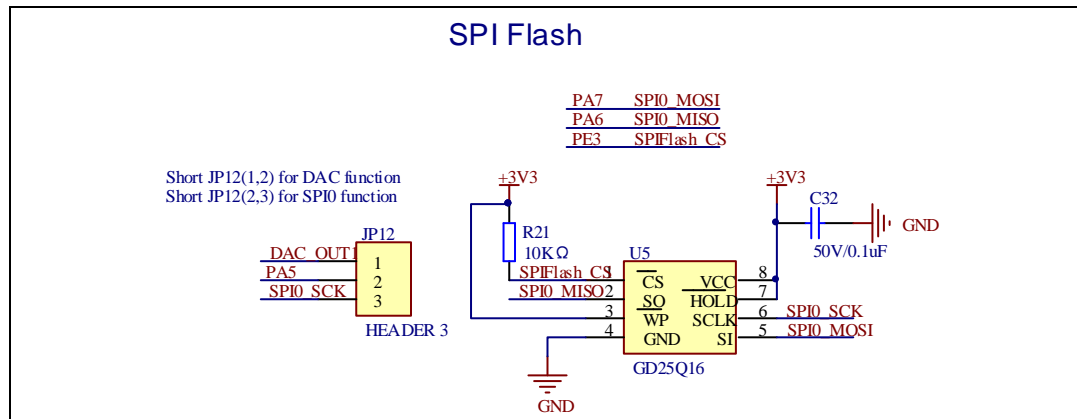 SPI Flash
PA7 SPI0_MOSI
PA6 SPI0_MISO
PE3 SPIFlash_CS
Short JP12(1,2) for DAC function
Short JP12(2,3) for SPI0 function
JP12
DAC_OUT1 1
PA5 2
SPI0_SCK 3
HEADER 3
+3V3
R21
10KΩ
+3V3
C32
50V/0.1uF
GND
U5
SPIFlash_CS 1 CS VCC 8
SPI0_MISO 2 SO HOLD 7
3 WP SCLK 6 SPI0_SCK
4 GND SI 5 SPI0_MOSI
GD25Q16
GND